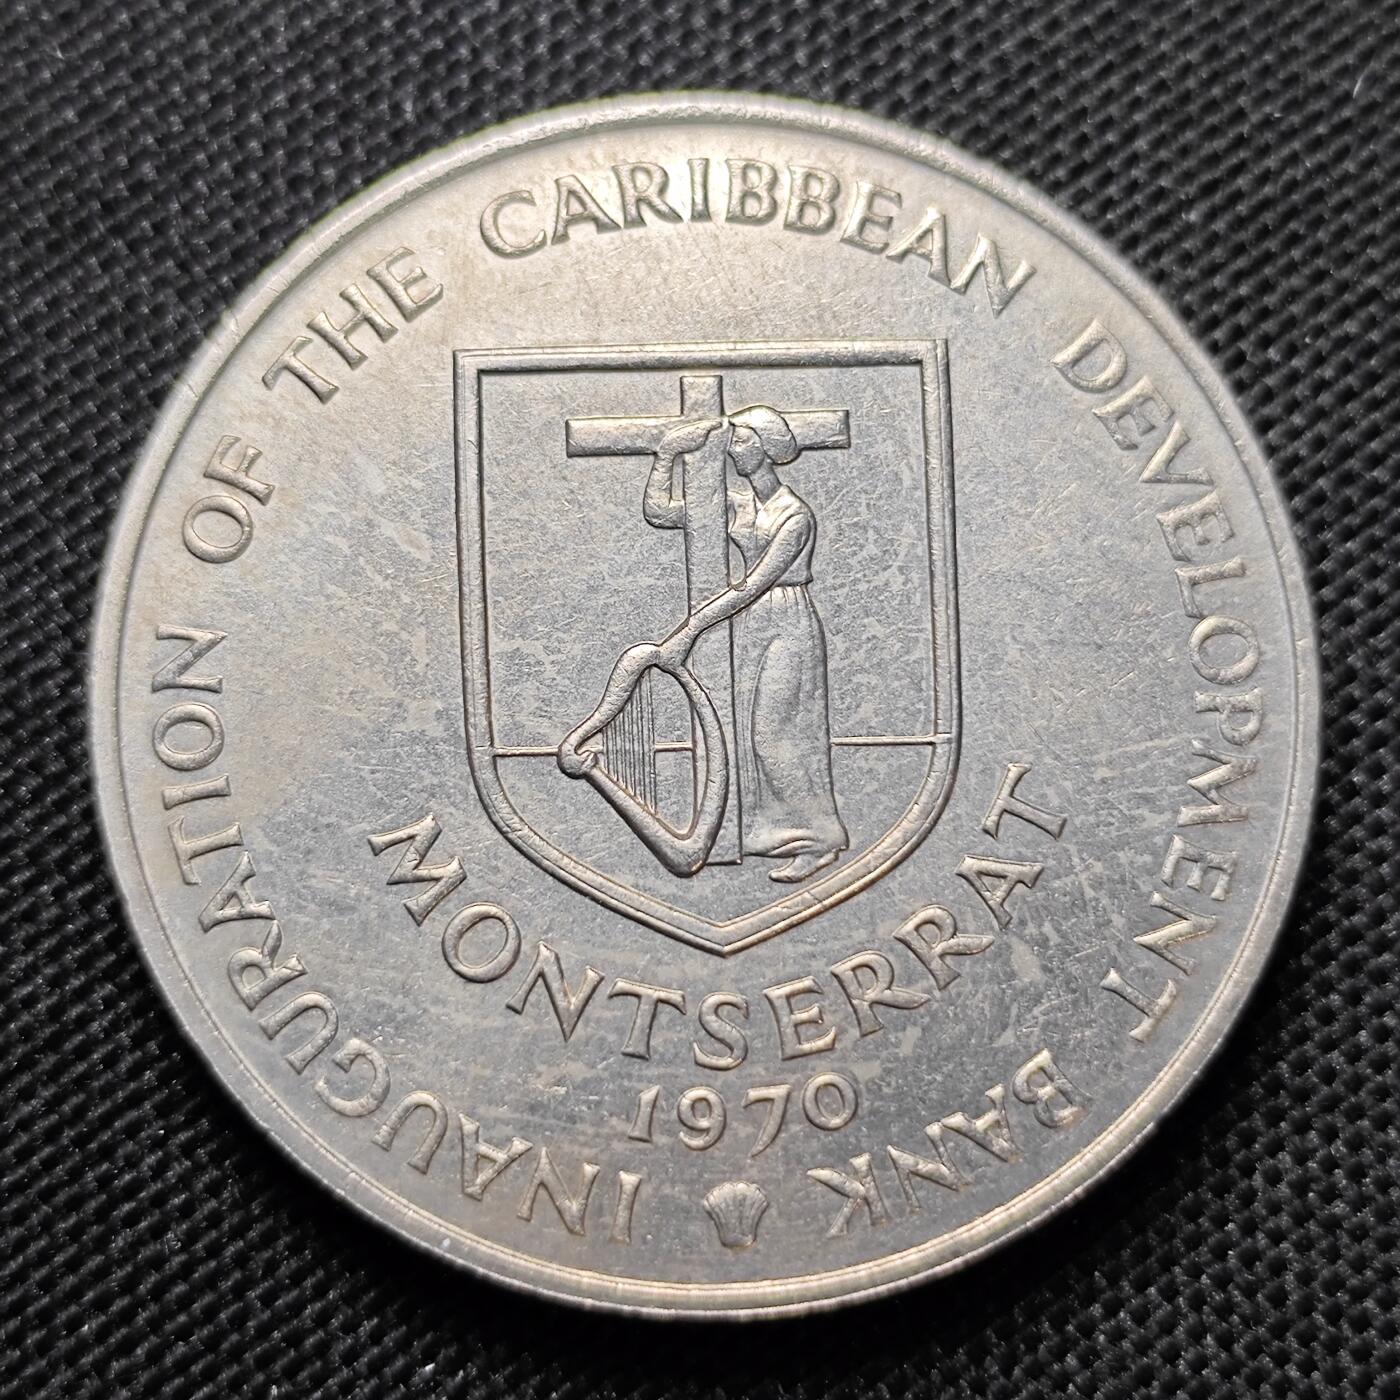 INAUGURATION OF THE CARIBBEAN DEVELOPMENT BANK
MONTSERRAT
1970